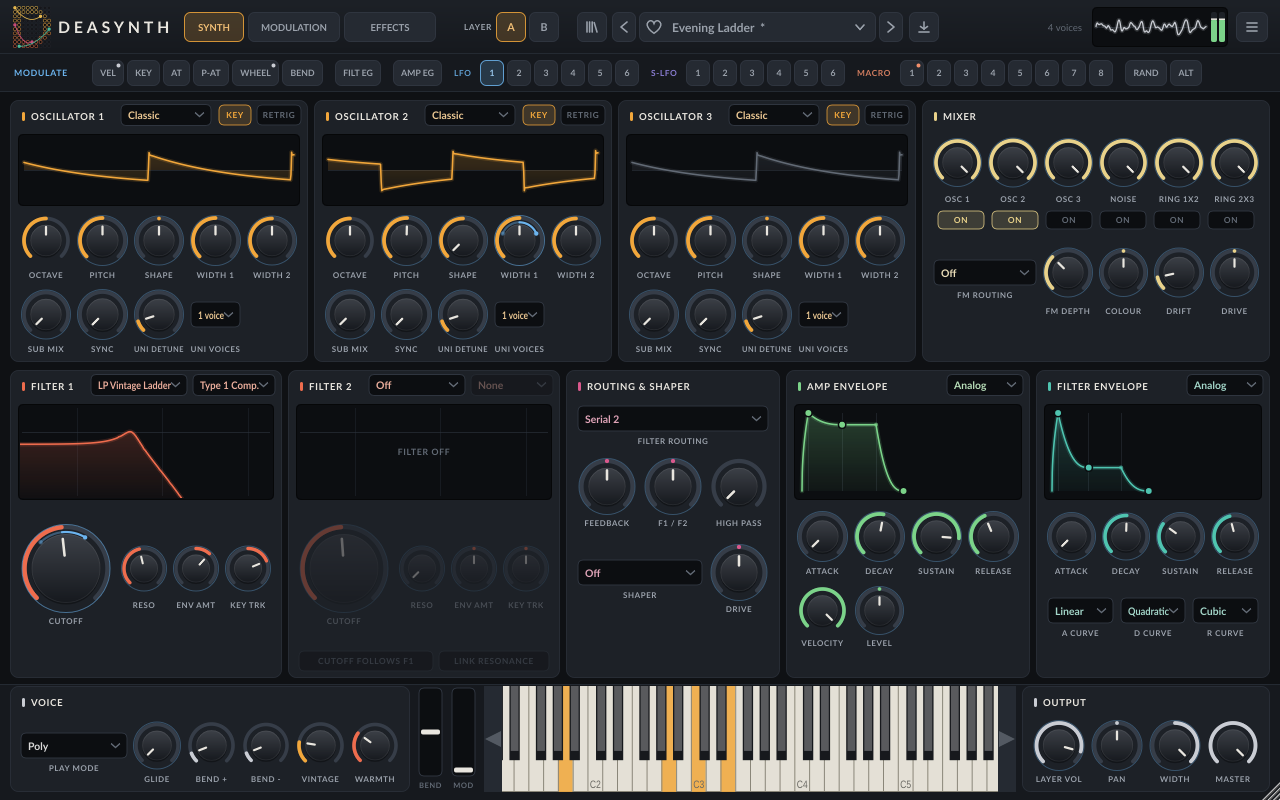 DEASYNTH
SYNTH MODULATION EFFECTS LAYER A B Evening Ladder * 4 voices
MODULATE VEL KEY AT P-AT WHEEL BEND FILT EG AMP EG LFO 1 2 3 4 5 6 S-LFO 1 2 3 4 5 6 MACRO 1 2 3 4 5 6 7 8 RAND ALT
OSCILLATOR 1 Classic KEY RETRIG
OCTAVE PITCH SHAPE WIDTH 1 WIDTH 2
SUB MIX SYNC UNI DETUNE 1 voice UNI VOICES
OSCILLATOR 2 Classic KEY RETRIG
OCTAVE PITCH SHAPE WIDTH 1 WIDTH 2
SUB MIX SYNC UNI DETUNE 1 voice UNI VOICES
OSCILLATOR 3 Classic KEY RETRIG
OCTAVE PITCH SHAPE WIDTH 1 WIDTH 2
SUB MIX SYNC UNI DETUNE 1 voice UNI VOICES
MIXER
OSC 1 OSC 2 OSC 3 NOISE RING 1X2 RING 2X3
ON ON ON ON ON ON
Off
FM ROUTING FM DEPTH COLOUR DRIFT DRIVE
FILTER 1 LP Vintage Ladder Type 1 Comp.
CUTOFF RESO ENV AMT KEY TRK
FILTER 2 Off None
FILTER OFF
CUTOFF RESO ENV AMT KEY TRK
CUTOFF FOLLOWS F1 LINK RESONANCE
ROUTING & SHAPER
Serial 2
FILTER ROUTING
FEEDBACK F1 / F2 HIGH PASS
Off
SHAPER DRIVE
AMP ENVELOPE Analog
ATTACK DECAY SUSTAIN RELEASE
VELOCITY LEVEL
FILTER ENVELOPE Analog
ATTACK DECAY SUSTAIN RELEASE
Linear Quadratic Cubic
A CURVE D CURVE R CURVE
VOICE
Poly
PLAY MODE GLIDE BEND + BEND - VINTAGE WARMTH
BEND MOD
C2 C3 C4 C5
OUTPUT
LAYER VOL PAN WIDTH MASTER